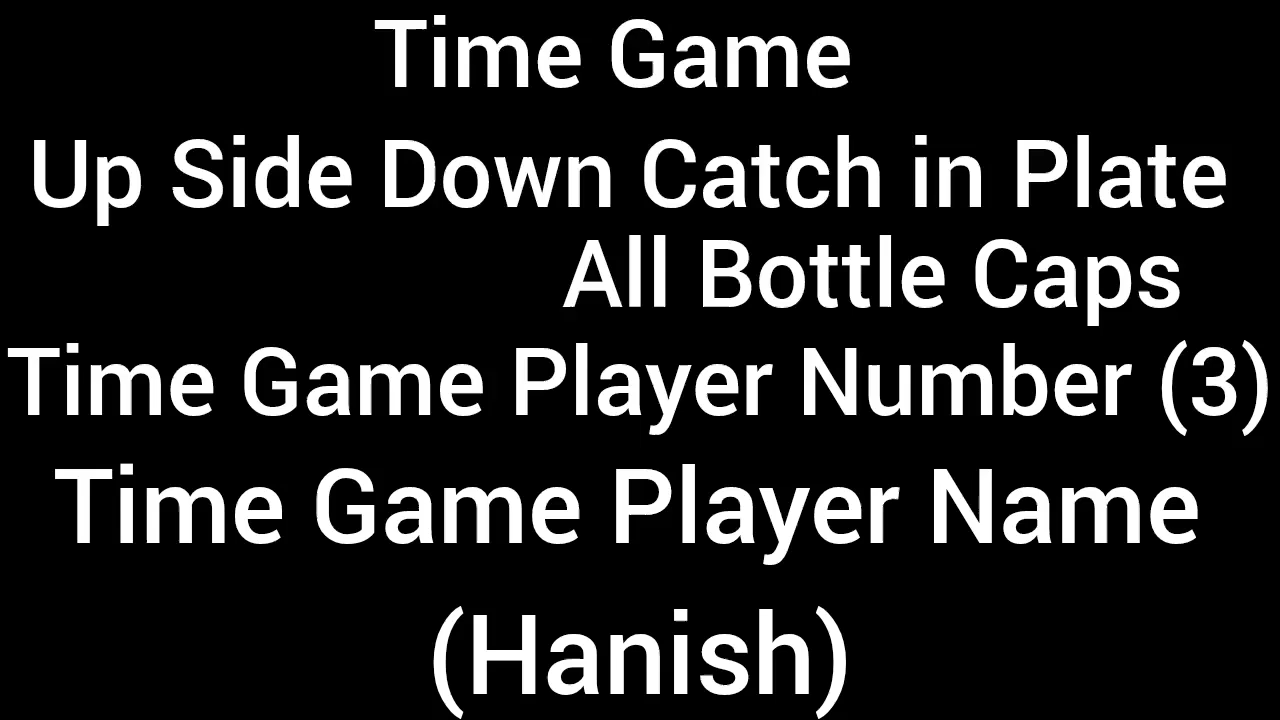 Time Game
Up Side Down Catch in Plate
All Bottle Caps
Time Game Player Number (3)
Time Game Player Name
(Hanish)